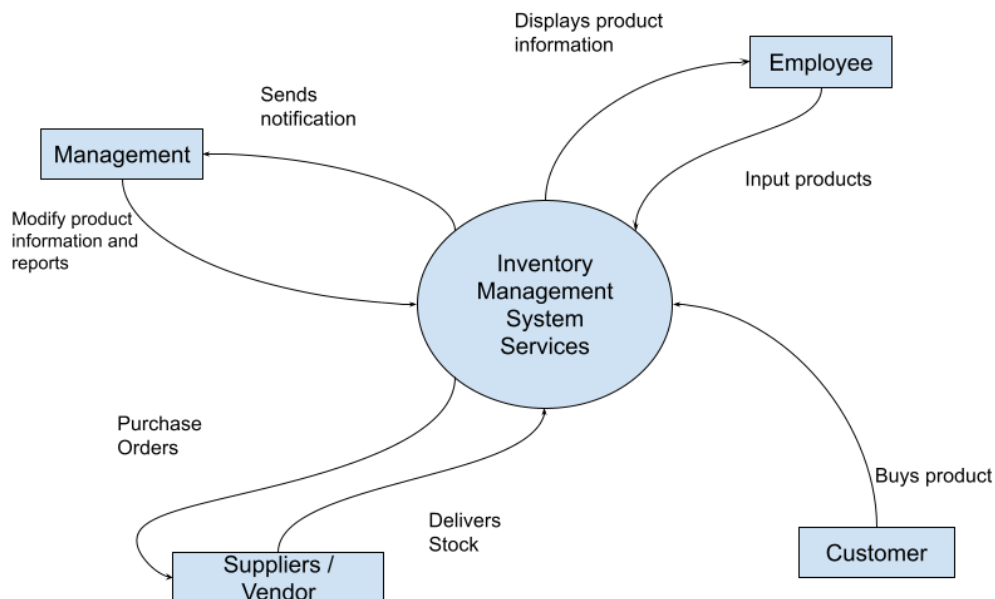 Displays product
information
Employee
Sends
notification
Management
Input products
Modify product
information and
reports
Inventory
Management
System
Services
Purchase
Orders
Buys product
Delivers
Stock
Customer
Suppliers /
Vendor